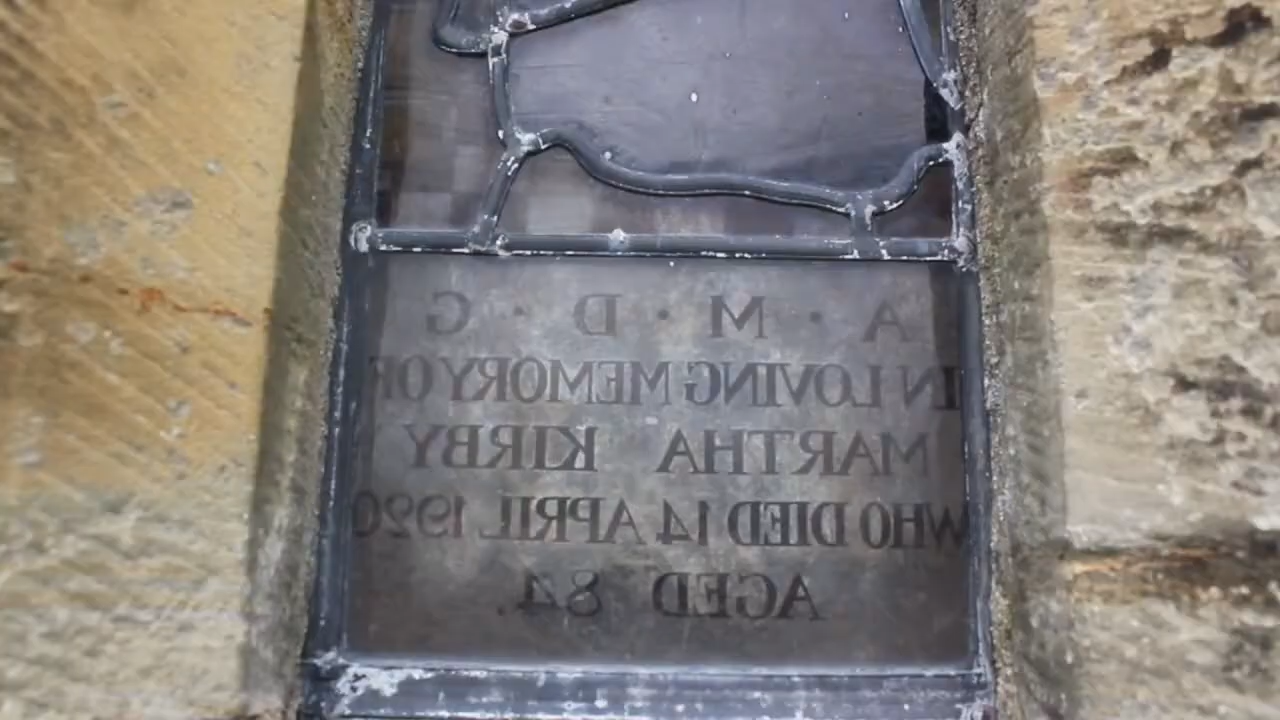 A · M · D · G
IN LOVING MEMORY OF
MARTHA KIRBY
WHO DIED 14 APRIL 1920
AGED 84.